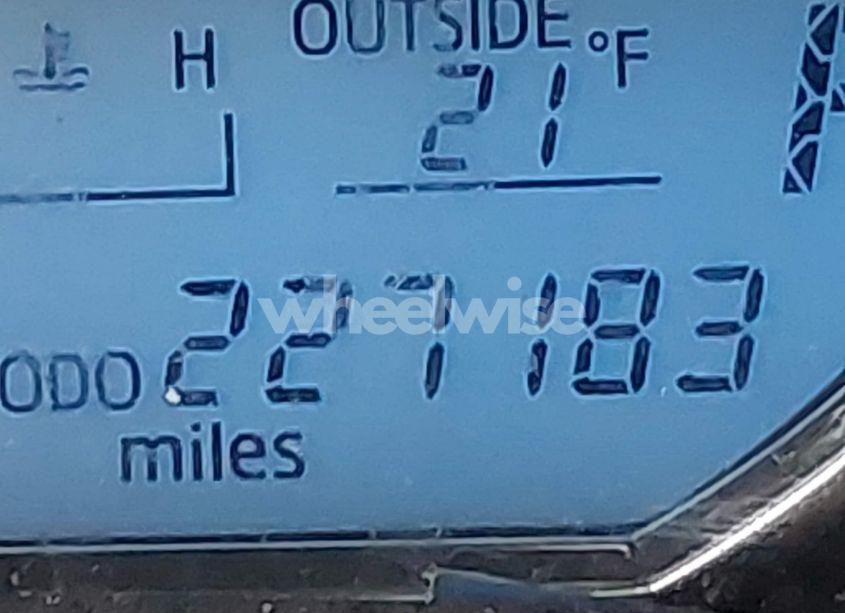 H
OUTSIDE
21 °F
ODO 227183
miles
wheelwise